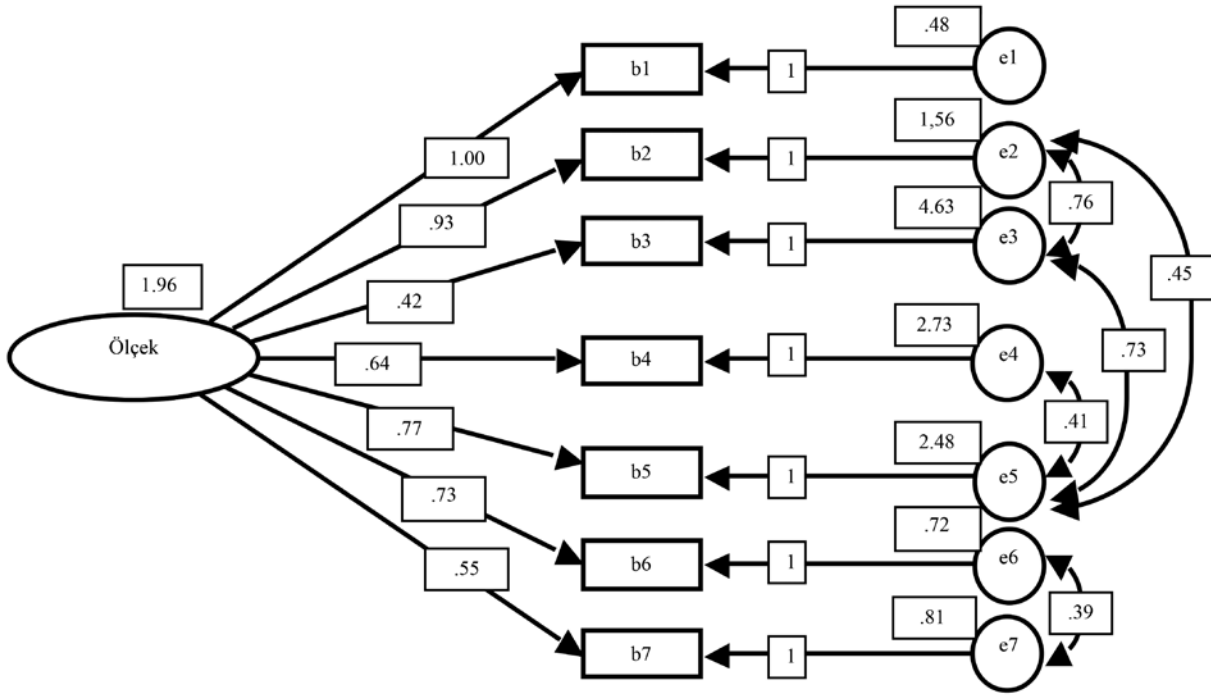 .48
e1
b1
1
1,56
e2
1.00
b2
1
.93
4.63
.76
e3
b3
1
1.96
.42
.45
Ölçek
2.73
e4
.64
b4
1
.73
.77
.41
2.48
b5
1
e5
.73
.72
e6
.55
b6
1
.81
.39
b7
1
e7